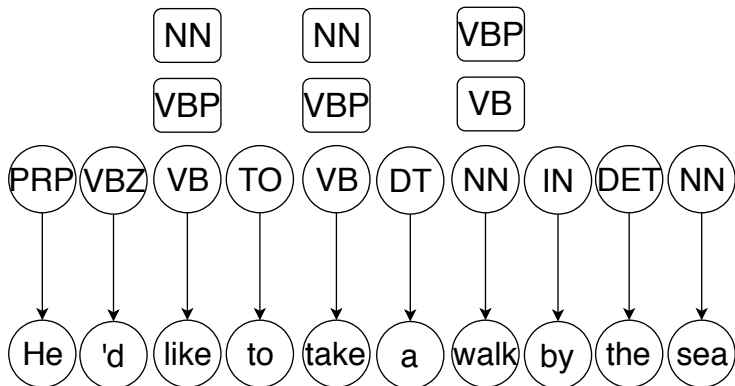 NN NN VBP
VBP VBP VB
PRP VBZ VB TO VB DT NN IN DET NN
He 'd like to take a walk by the sea